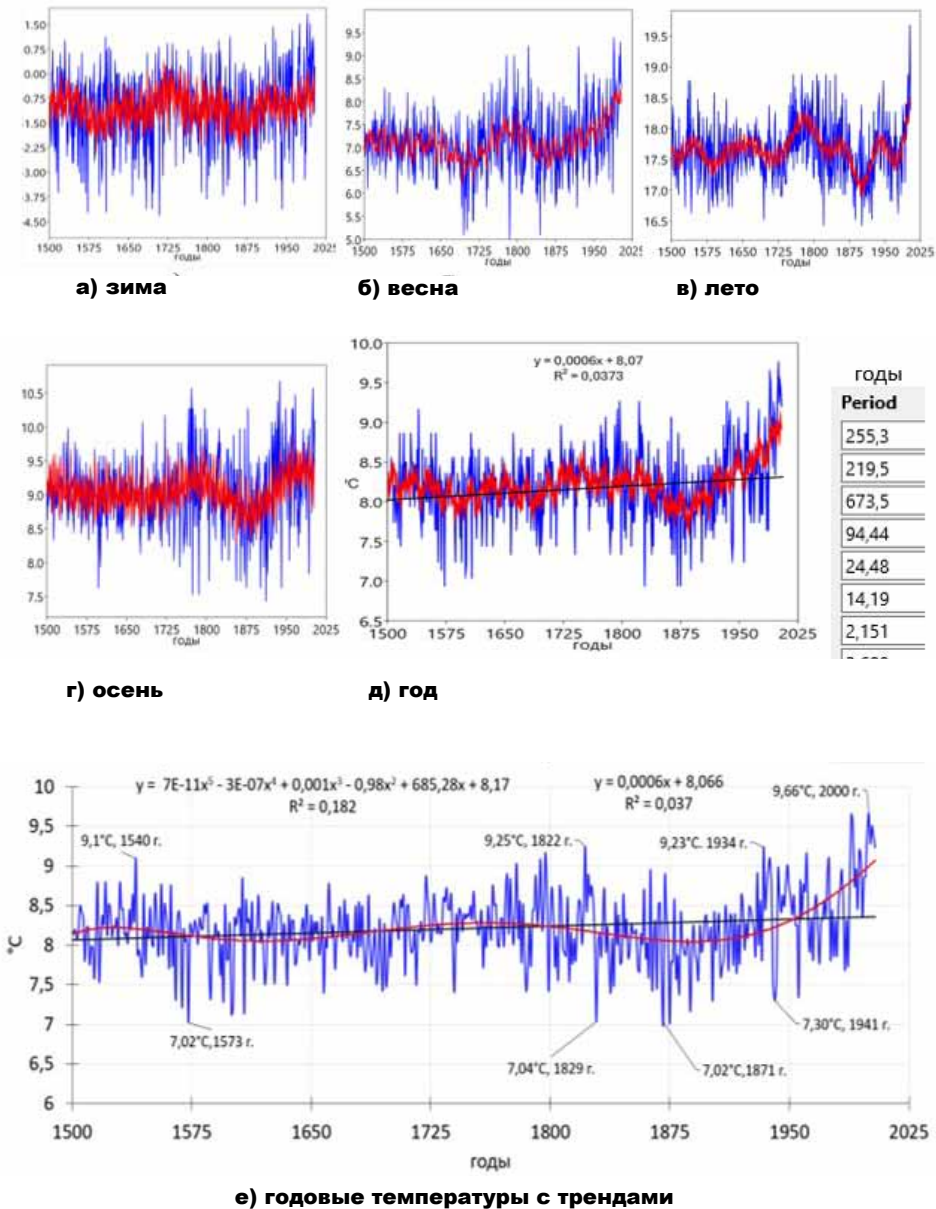 1.50
0.75
0.00
-0.75
-1.50
-2.25
-3.00
-3.75
-4.50
1500 1575 1650 1725 1800 1875 1950 2025
годы
а) зима
9.5
9.0
8.5
8.0
7.5
7.0
6.5
6.0
5.5
5.0
1500 1575 1650 1725 1800 1875 1950 2025
годы
б) весна
19.5
19.0
18.5
18.0
17.5
17.0
16.5
1500 1575 1650 1725 1800 1875 1950 2025
годы
в) лето
10.5
10.0
9.5
9.0
8.5
8.0
7.5
1500 1575 1650 1725 1800 1875 1950 2025
годы
г) осень
y = 0,0006x + 8,07
R² = 0,0373
10.0
9.5
9.0
8.5
8.0
7.5
7.0
6.5
°C
1500 1575 1650 1725 1800 1875 1950 2025
годы
д) год
годы
Period
255,3
219,5
673,5
94,44
24,48
14,19
2,151
y = 7E-11x⁵ - 3E-07x⁴ + 0,001x³ - 0,98x² + 685,28x + 8,17
R² = 0,182
y = 0,0006x + 8,066
R² = 0,037
9,66°C, 2000 г.
9,1°C, 1540 г.
9,25°C, 1822 г.
9,23°C. 1934 г.
7,02°C,1573 г.
7,04°C, 1829 г.
7,02°C,1871 г.
7,30°C, 1941 г.
10
9,5
9
8,5
8
7,5
7
6,5
6
°C
1500 1575 1650 1725 1800 1875 1950 2025
годы
е) годовые температуры с трендами